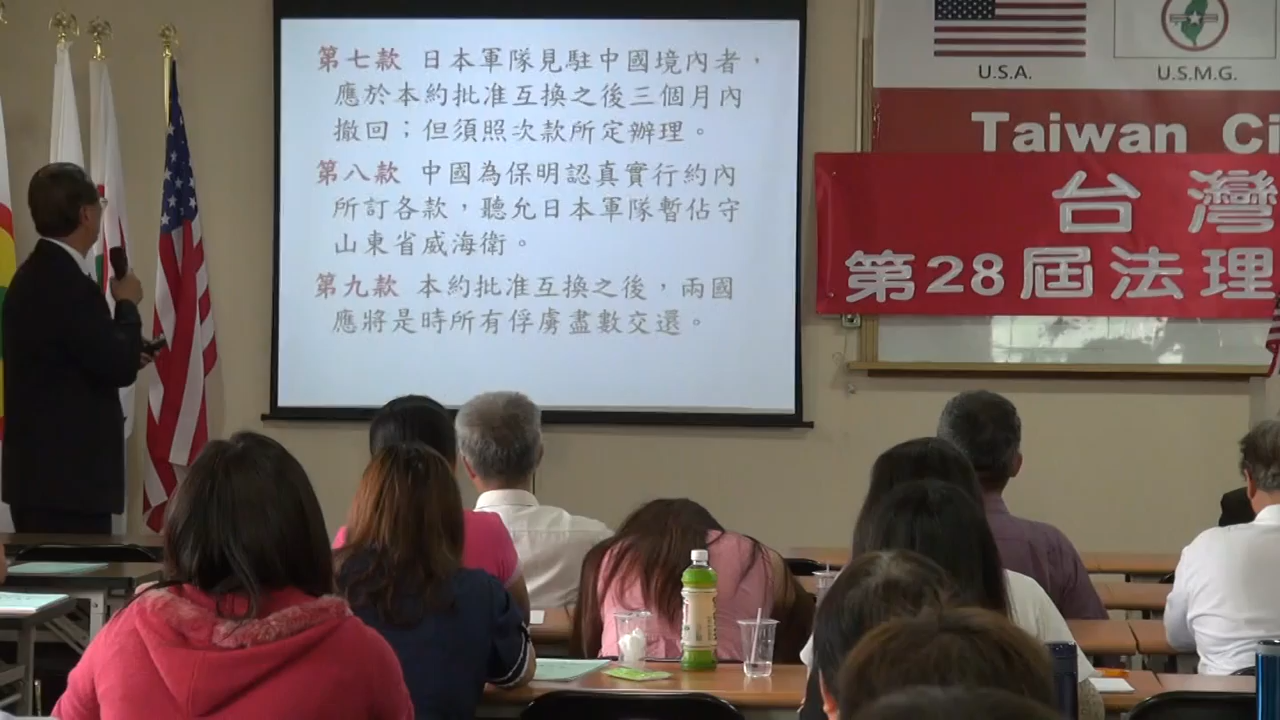 第七款 日本軍隊見駐中國境內者，
應於本約批准互換之後三個月內
撤回；但須照次款所定辦理。
第八款 中國為保明認真實行約內
所訂各款，聽允日本軍隊暫佔守
山東省威海衛。
第九款 本約批准互換之後，兩國
應將是時所有俘虜盡數交還。
U.S.A.
U.S.M.G.
Taiwan Ci
台灣
第28屆法理